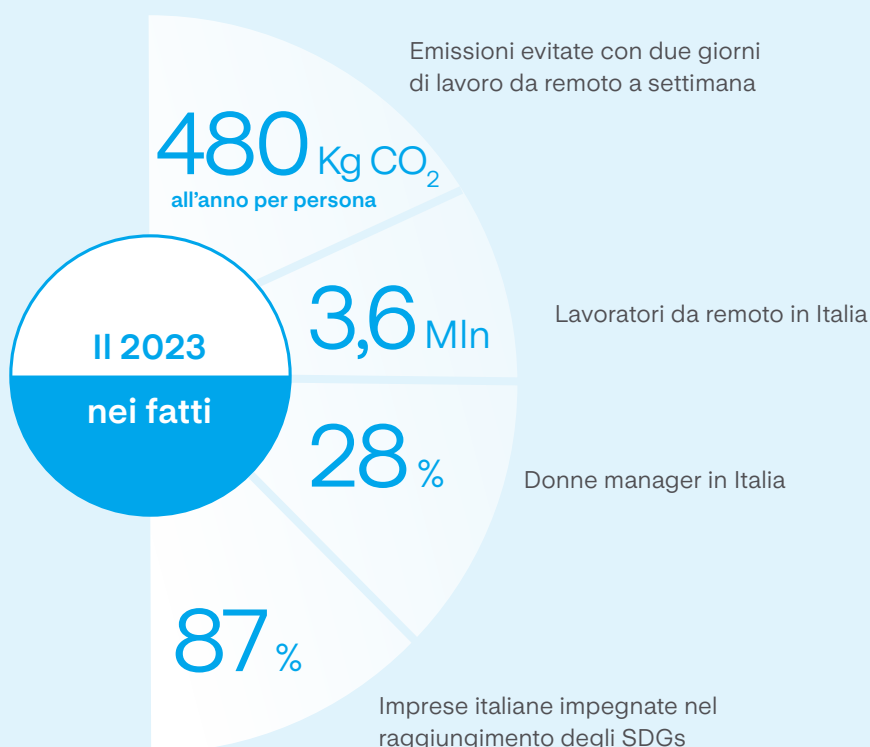 Emissioni evitate con due giorni
di lavoro da remoto a settimana
480 Kg CO₂
all'anno per persona
3,6 Mln
Lavoratori da remoto in Italia
Il 2023
nei fatti
28 %
Donne manager in Italia
87 %
Imprese italiane impegnate nel
raggiungimento degli SDGs